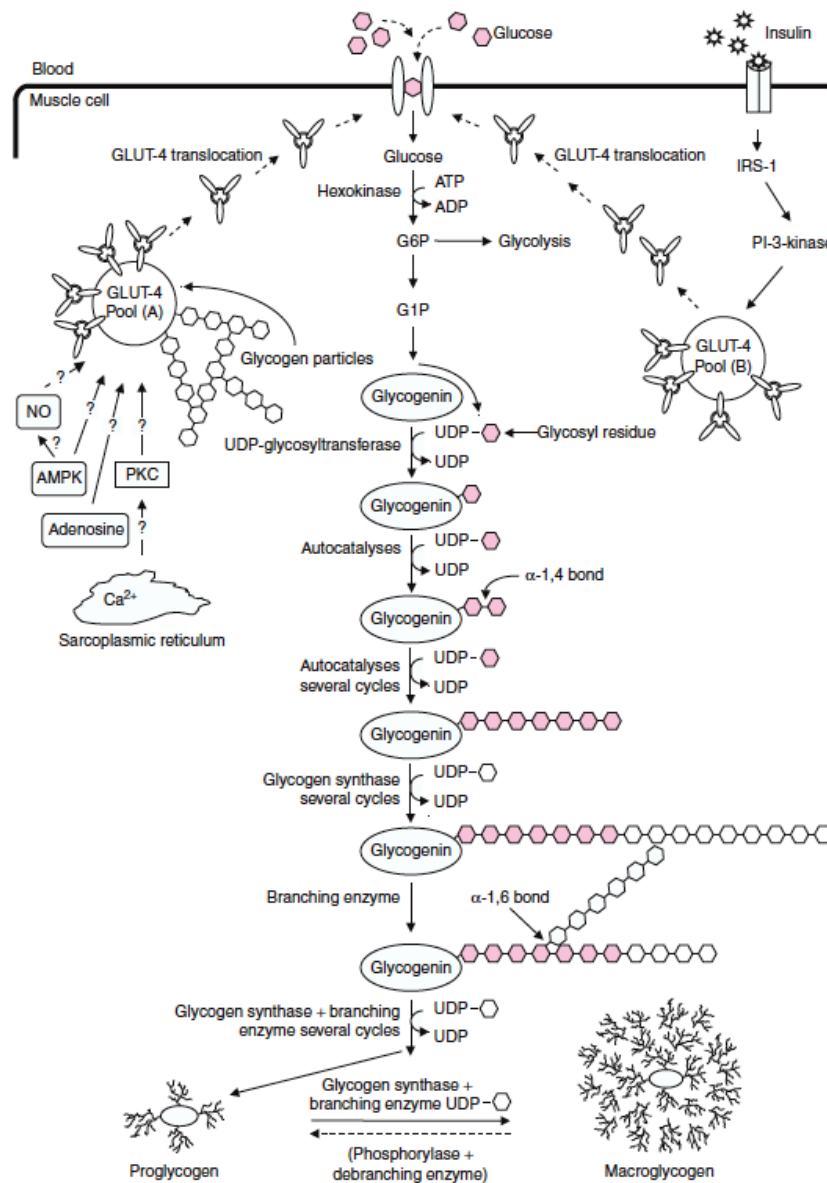 Glucose
Insulin
Blood
Muscle cell
GLUT-4 translocation
Glucose
GLUT-4 translocation
IRS-1
Hexokinase
ATP
ADP
G6P
Glycolysis
PI-3-kinase
GLUT-4
Pool (A)
G1P
GLUT-4
Pool (B)
Glycogen particles
?
NO
?
?
?
?
AMPK
PKC
Adenosine
?
Ca2+
Sarcoplasmic reticulum
Glycogenin
UDP-glycosyltransferase
UDP
Glycosyl residue
UDP
Glycogenin
Autocatalyses
UDP
UDP
α-1,4 bond
Glycogenin
Autocatalyses
several cycles
UDP
UDP
Glycogenin
Glycogen synthase
several cycles
UDP
UDP
Glycogenin
Branching enzyme
α-1,6 bond
Glycogenin
Glycogen synthase + branching
enzyme several cycles
UDP
UDP
Glycogen synthase +
branching enzyme UDP
(Phosphorylase +
debranching enzyme)
Proglycogen
Macroglycogen